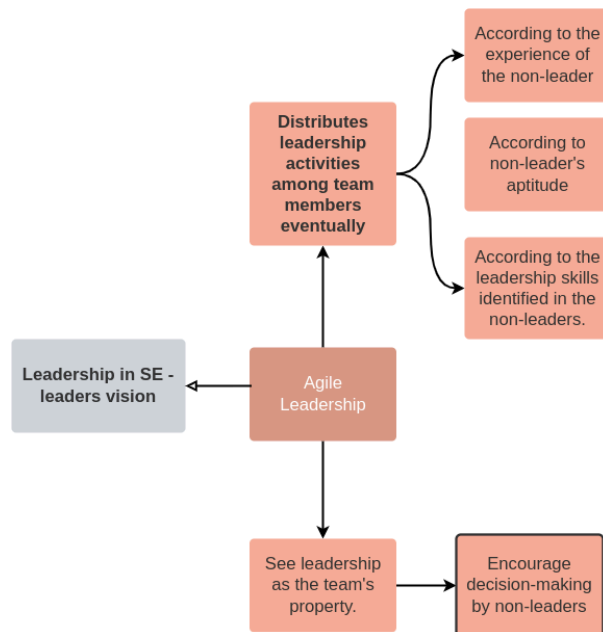 According to the
experience of
the non-leader
Distributes
leadership
activities
among team
members
eventually
According to
non-leader's
aptitude
According to the
leadership skills
identified in the
non-leaders.
Leadership in SE -
leaders vision
Agile
Leadership
See leadership
as the team's
property.
Encourage
decision-making
by non-leaders